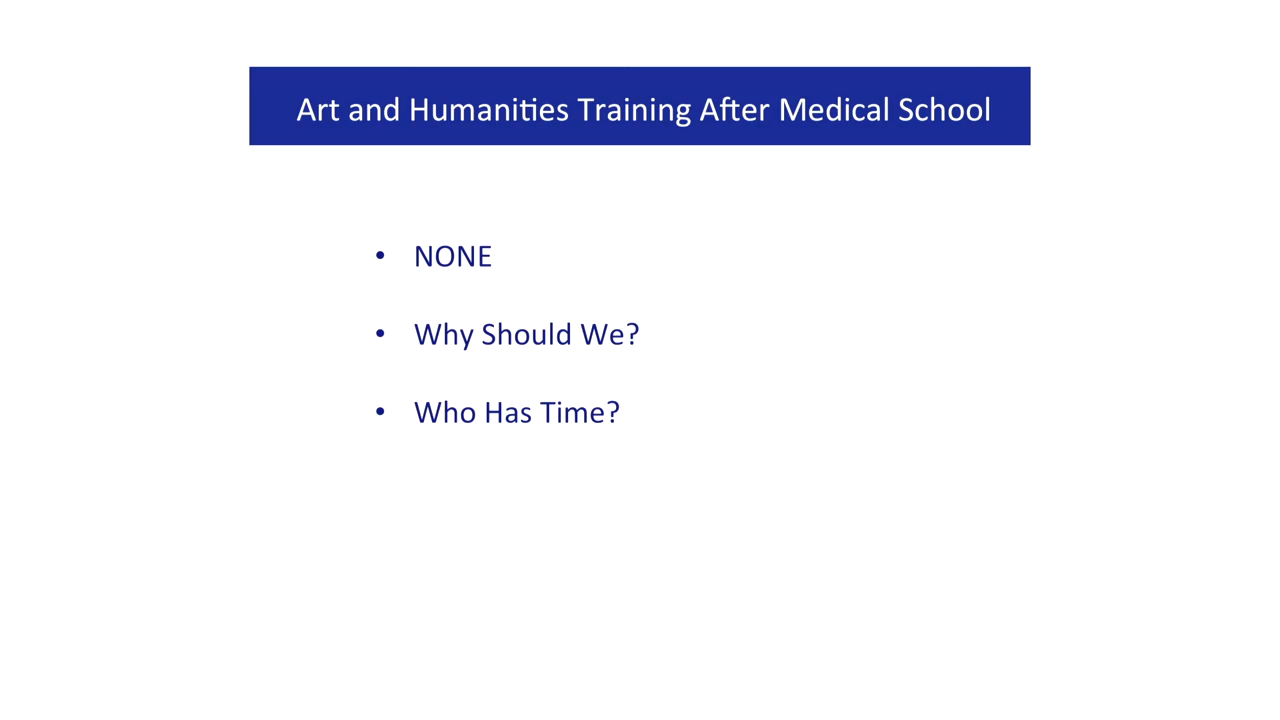 Art and Humanities Training After Medical School
• NONE
• Why Should We?
• Who Has Time?